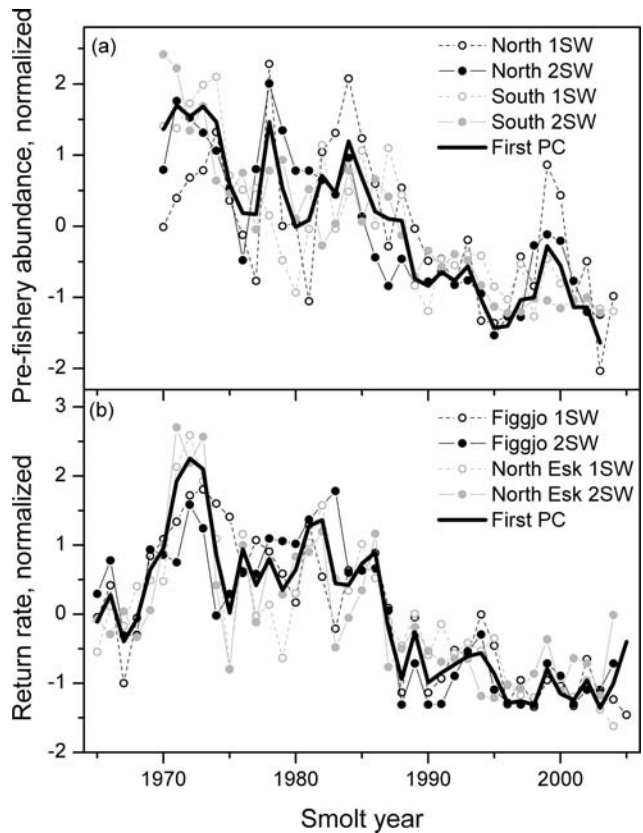 (a)
North 1SW
North 2SW
South 1SW
South 2SW
First PC
Pre-fishery abundance, normalized
2
1
0
-1
-2
(b)
Figgjo 1SW
Figgjo 2SW
North Esk 1SW
North Esk 2SW
First PC
Return rate, normalized
3
2
1
0
-1
-2
1970 1980 1990 2000
Smolt year